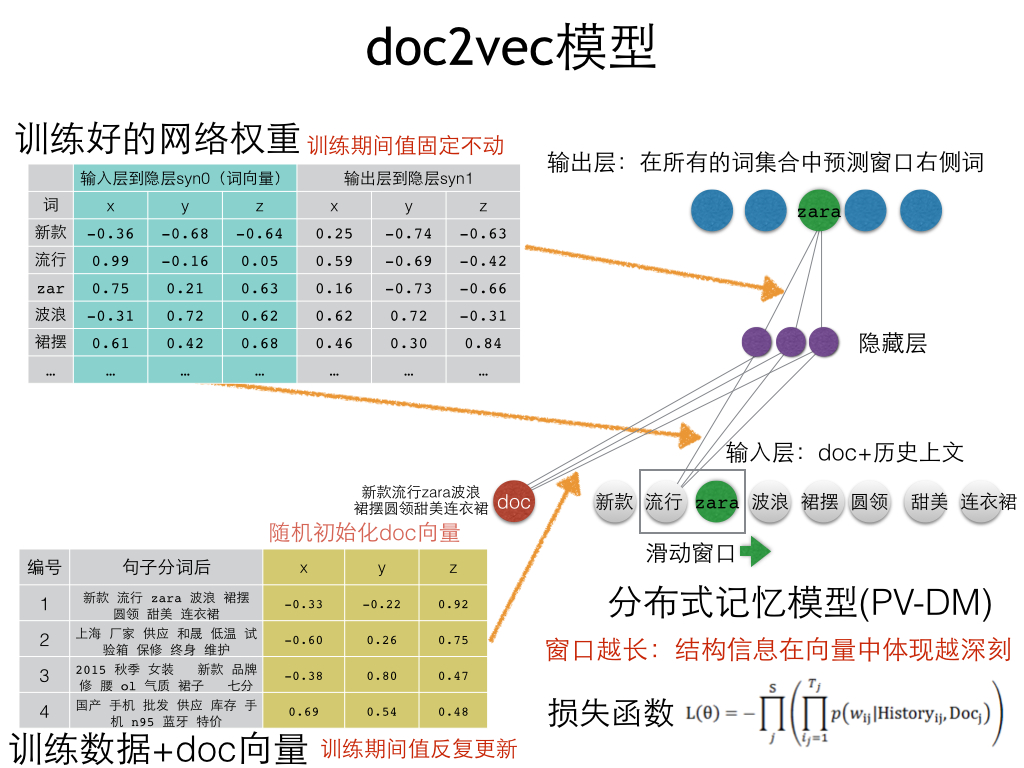 doc2vec模型
训练好的网络权重 训练期间值固定不动
输入层到隐层syn0（词向量） 输出层到隐层syn1
词 x y z x y z
新款 -0.36 -0.68 -0.64 0.25 -0.74 -0.63
流行 0.99 -0.16 0.05 0.59 -0.69 -0.42
zar 0.75 0.21 0.63 0.16 -0.73 -0.66
波浪 -0.31 0.72 0.62 0.62 0.72 -0.31
裙摆 0.61 0.42 0.68 0.46 0.30 0.84
… … … … … … …
输出层：在所有的词集合中预测窗口右侧词
zara
隐藏层
输入层：doc+历史上文
新款流行zara波浪
裙摆圆领甜美连衣裙
doc
新款 流行 zara 波浪 裙摆 圆领 甜美 连衣裙
滑动窗口
随机初始化doc向量
编号 句子分词后 x y z
1 新款 流行 zara 波浪 裙摆 -0.33 -0.22 0.92
圆领 甜美 连衣裙
2 上海 厂家 供应 和晟 低温 试 -0.60 0.26 0.75
验箱 保修 终身 维护
3 2015 秋季 女装 新款 品牌 -0.38 0.80 0.47
修 腰 ol 气质 裙子 七分
4 国产 手机 批发 供应 库存 手 0.69 0.54 0.48
机 n95 蓝牙 特价
训练数据+doc向量 训练期间值反复更新
分布式记忆模型(PV-DM)
窗口越长：结构信息在向量中体现越深刻
损失函数 L(θ) = −∏_j^S (∏_{i_j=1}^{T_j} p(w_ij|History_ij, Doc_j))